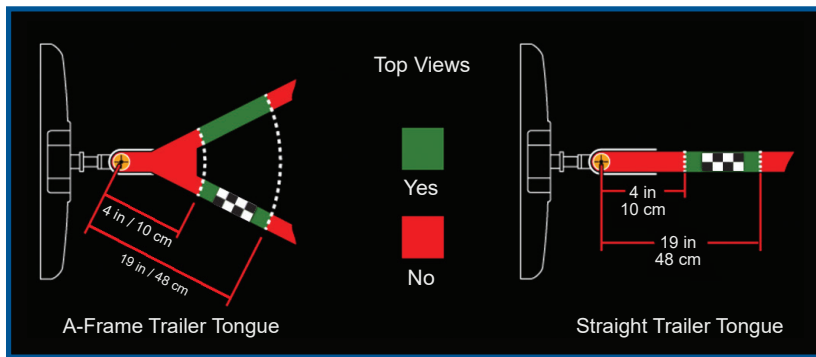 Top Views
Yes
No
4 in / 10 cm
19 in / 48 cm
A-Frame Trailer Tongue
4 in
10 cm
19 in
48 cm
Straight Trailer Tongue